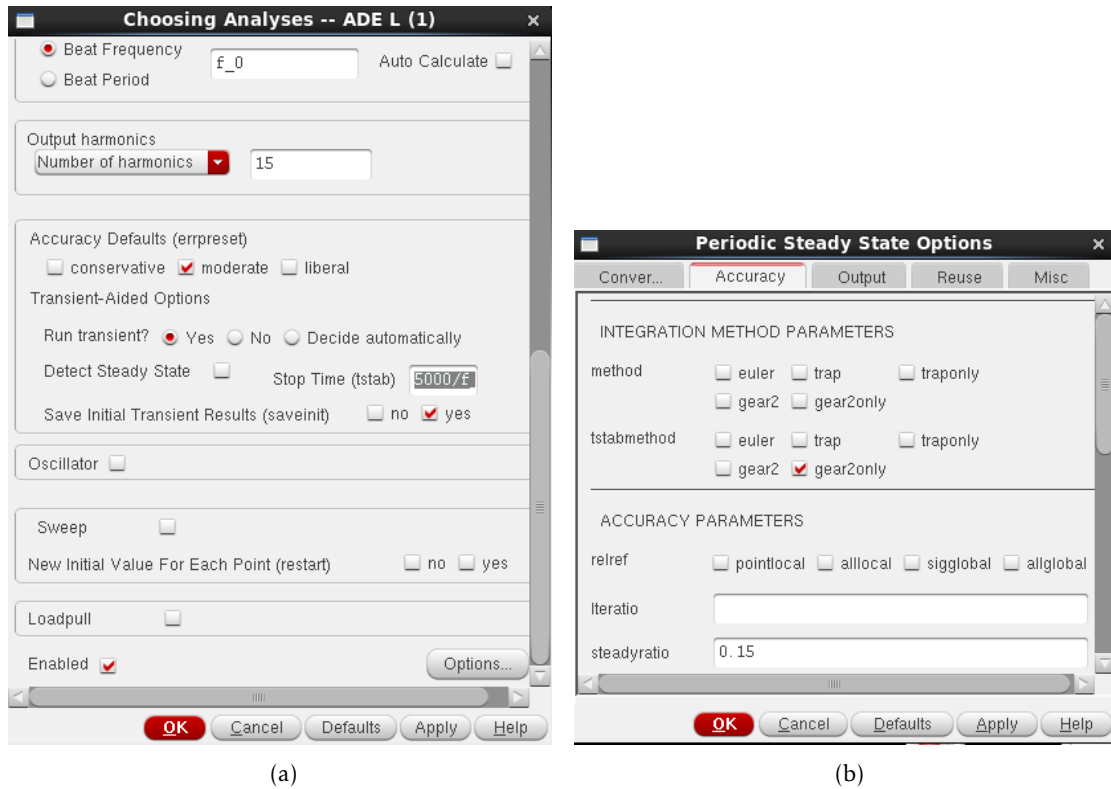 Choosing Analyses -- ADE L (1)
Beat Frequency
f_0
Auto Calculate
Beat Period
Output harmonics
Number of harmonics
15
Accuracy Defaults (errpreset)
conservative moderate liberal
Transient-Aided Options
Run transient? Yes No Decide automatically
Detect Steady State Stop Time (tstab) 5000/f_
Save Initial Transient Results (saveinit) no yes
Oscillator
Sweep
New Initial Value For Each Point (restart) no yes
Loadpull
Enabled Options...
OK Cancel Defaults Apply Help
(a)
Periodic Steady State Options
Conver... Accuracy Output Reuse Misc
INTEGRATION METHOD PARAMETERS
method euler trap traponly
gear2 gear2only
tstabmethod euler trap traponly
gear2 gear2only
ACCURACY PARAMETERS
relref pointlocal alllocal sigglobal allglobal
Iteratio
steadyratio 0.15
OK Cancel Defaults Apply Help
(b)